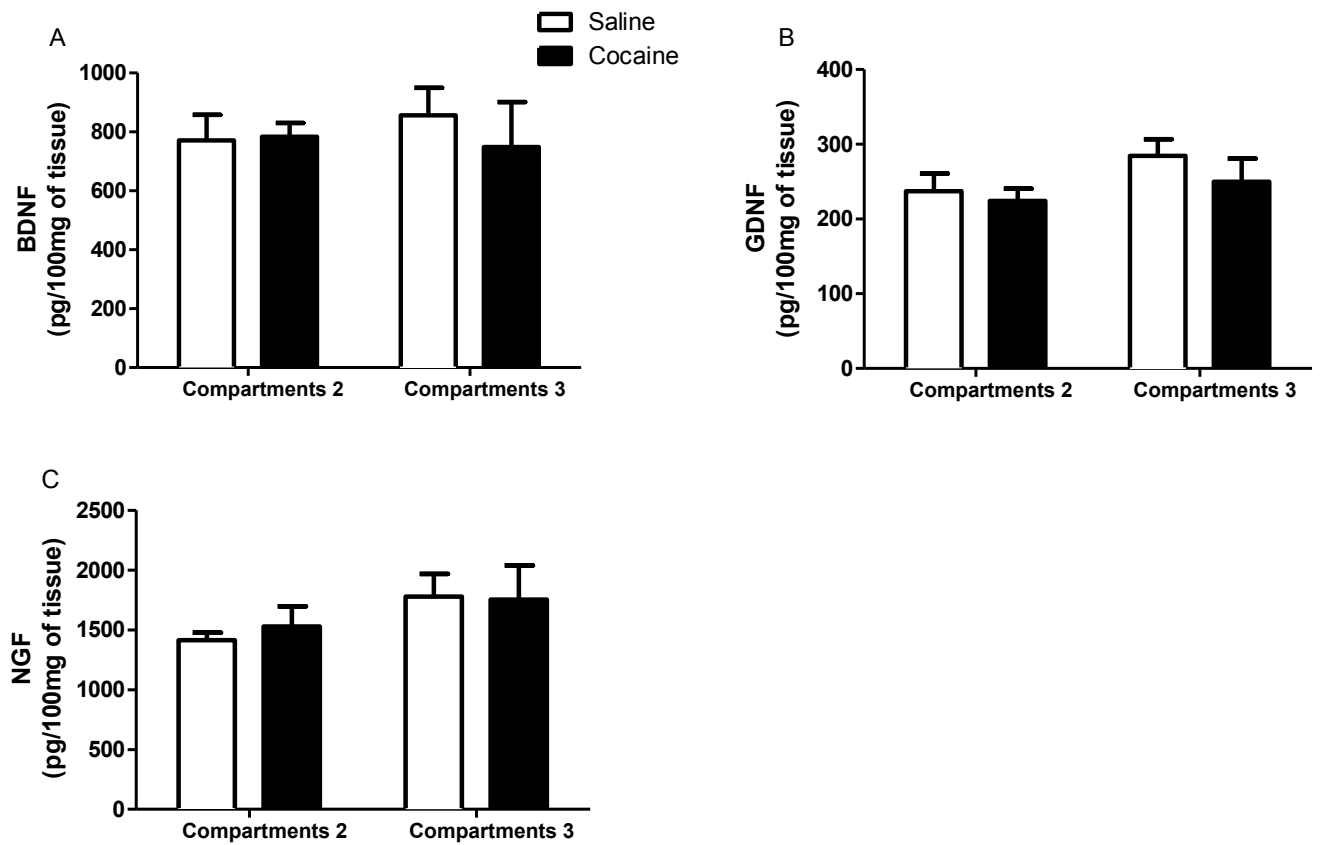 Saline
Cocaine
A
1000
800
600
400
200
0
BDNF
(pg/100mg of tissue)
Compartments 2
Compartments 3
B
400
300
200
100
0
GDNF
(pg/100mg of tissue)
Compartments 2
Compartments 3
C
2500
2000
1500
1000
500
0
NGF
(pg/100mg of tissue)
Compartments 2
Compartments 3